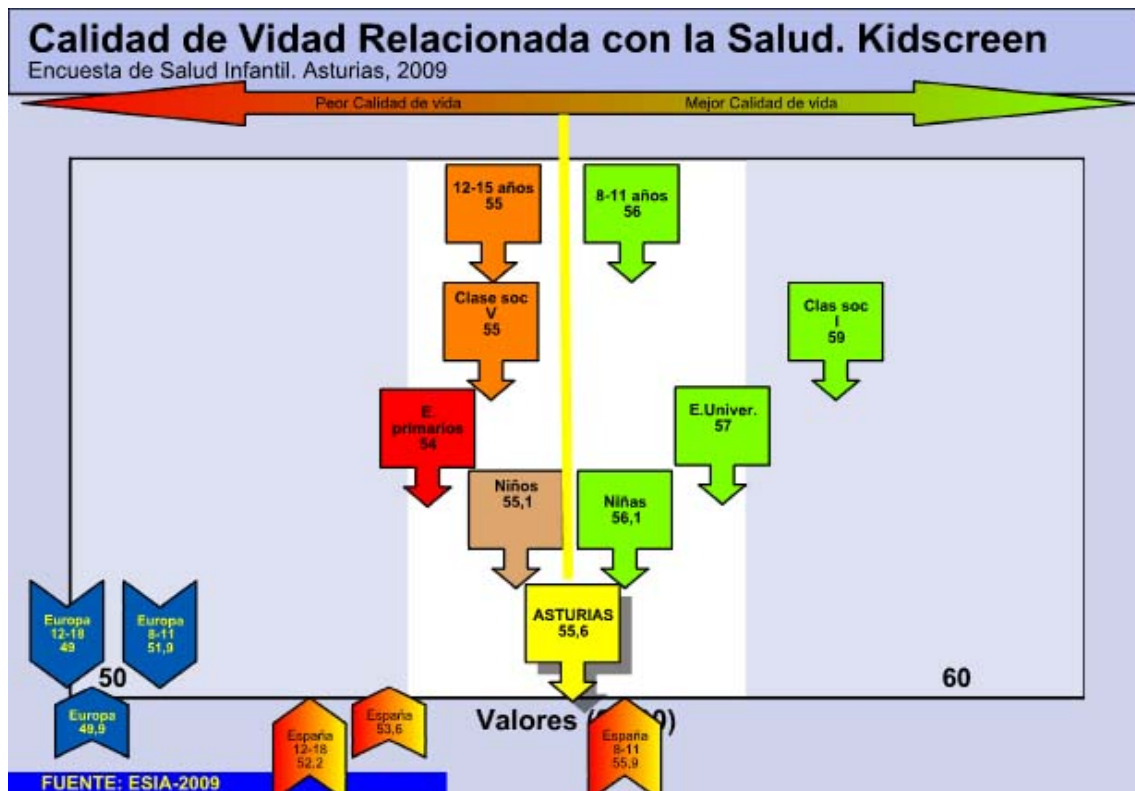 Calidad de Vidad Relacionada con la Salud. Kidscreen
Encuesta de Salud Infantil. Asturias, 2009
Peor Calidad de vida
Mejor Calidad de vida
12-15 años
55
8-11 años
56
Clase soc
V
55
Clas soc
I
59
E.
primarios
54
E.Univer.
57
Niños
55,1
Niñas
56,1
Europa
12-18
49
Europa
8-11
51,9
ASTURIAS
55,6
50
60
Europa
49,9
España
12-18
52,2
España
53,6
Valores
España
8-11
55,9
FUENTE: ESIA-2009